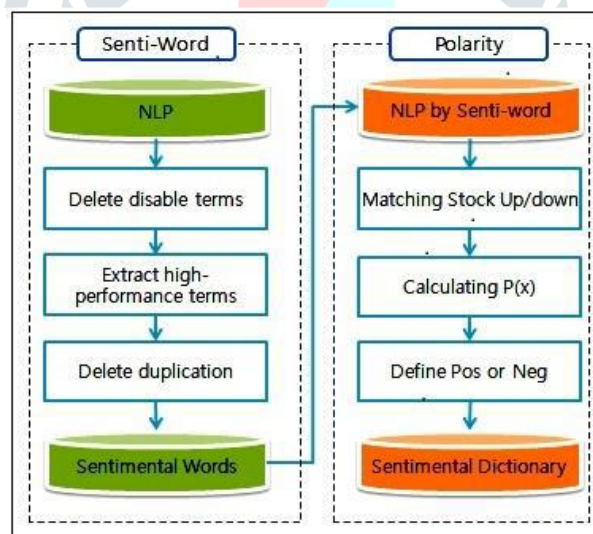 Senti-Word
NLP
Delete disable terms
Extract high-
performance terms
Delete duplication
Sentimental Words
Polarity
NLP by Senti-word
Matching Stock Up/down
Calculating P(x)
Define Pos or Neg
Sentimental Dictionary